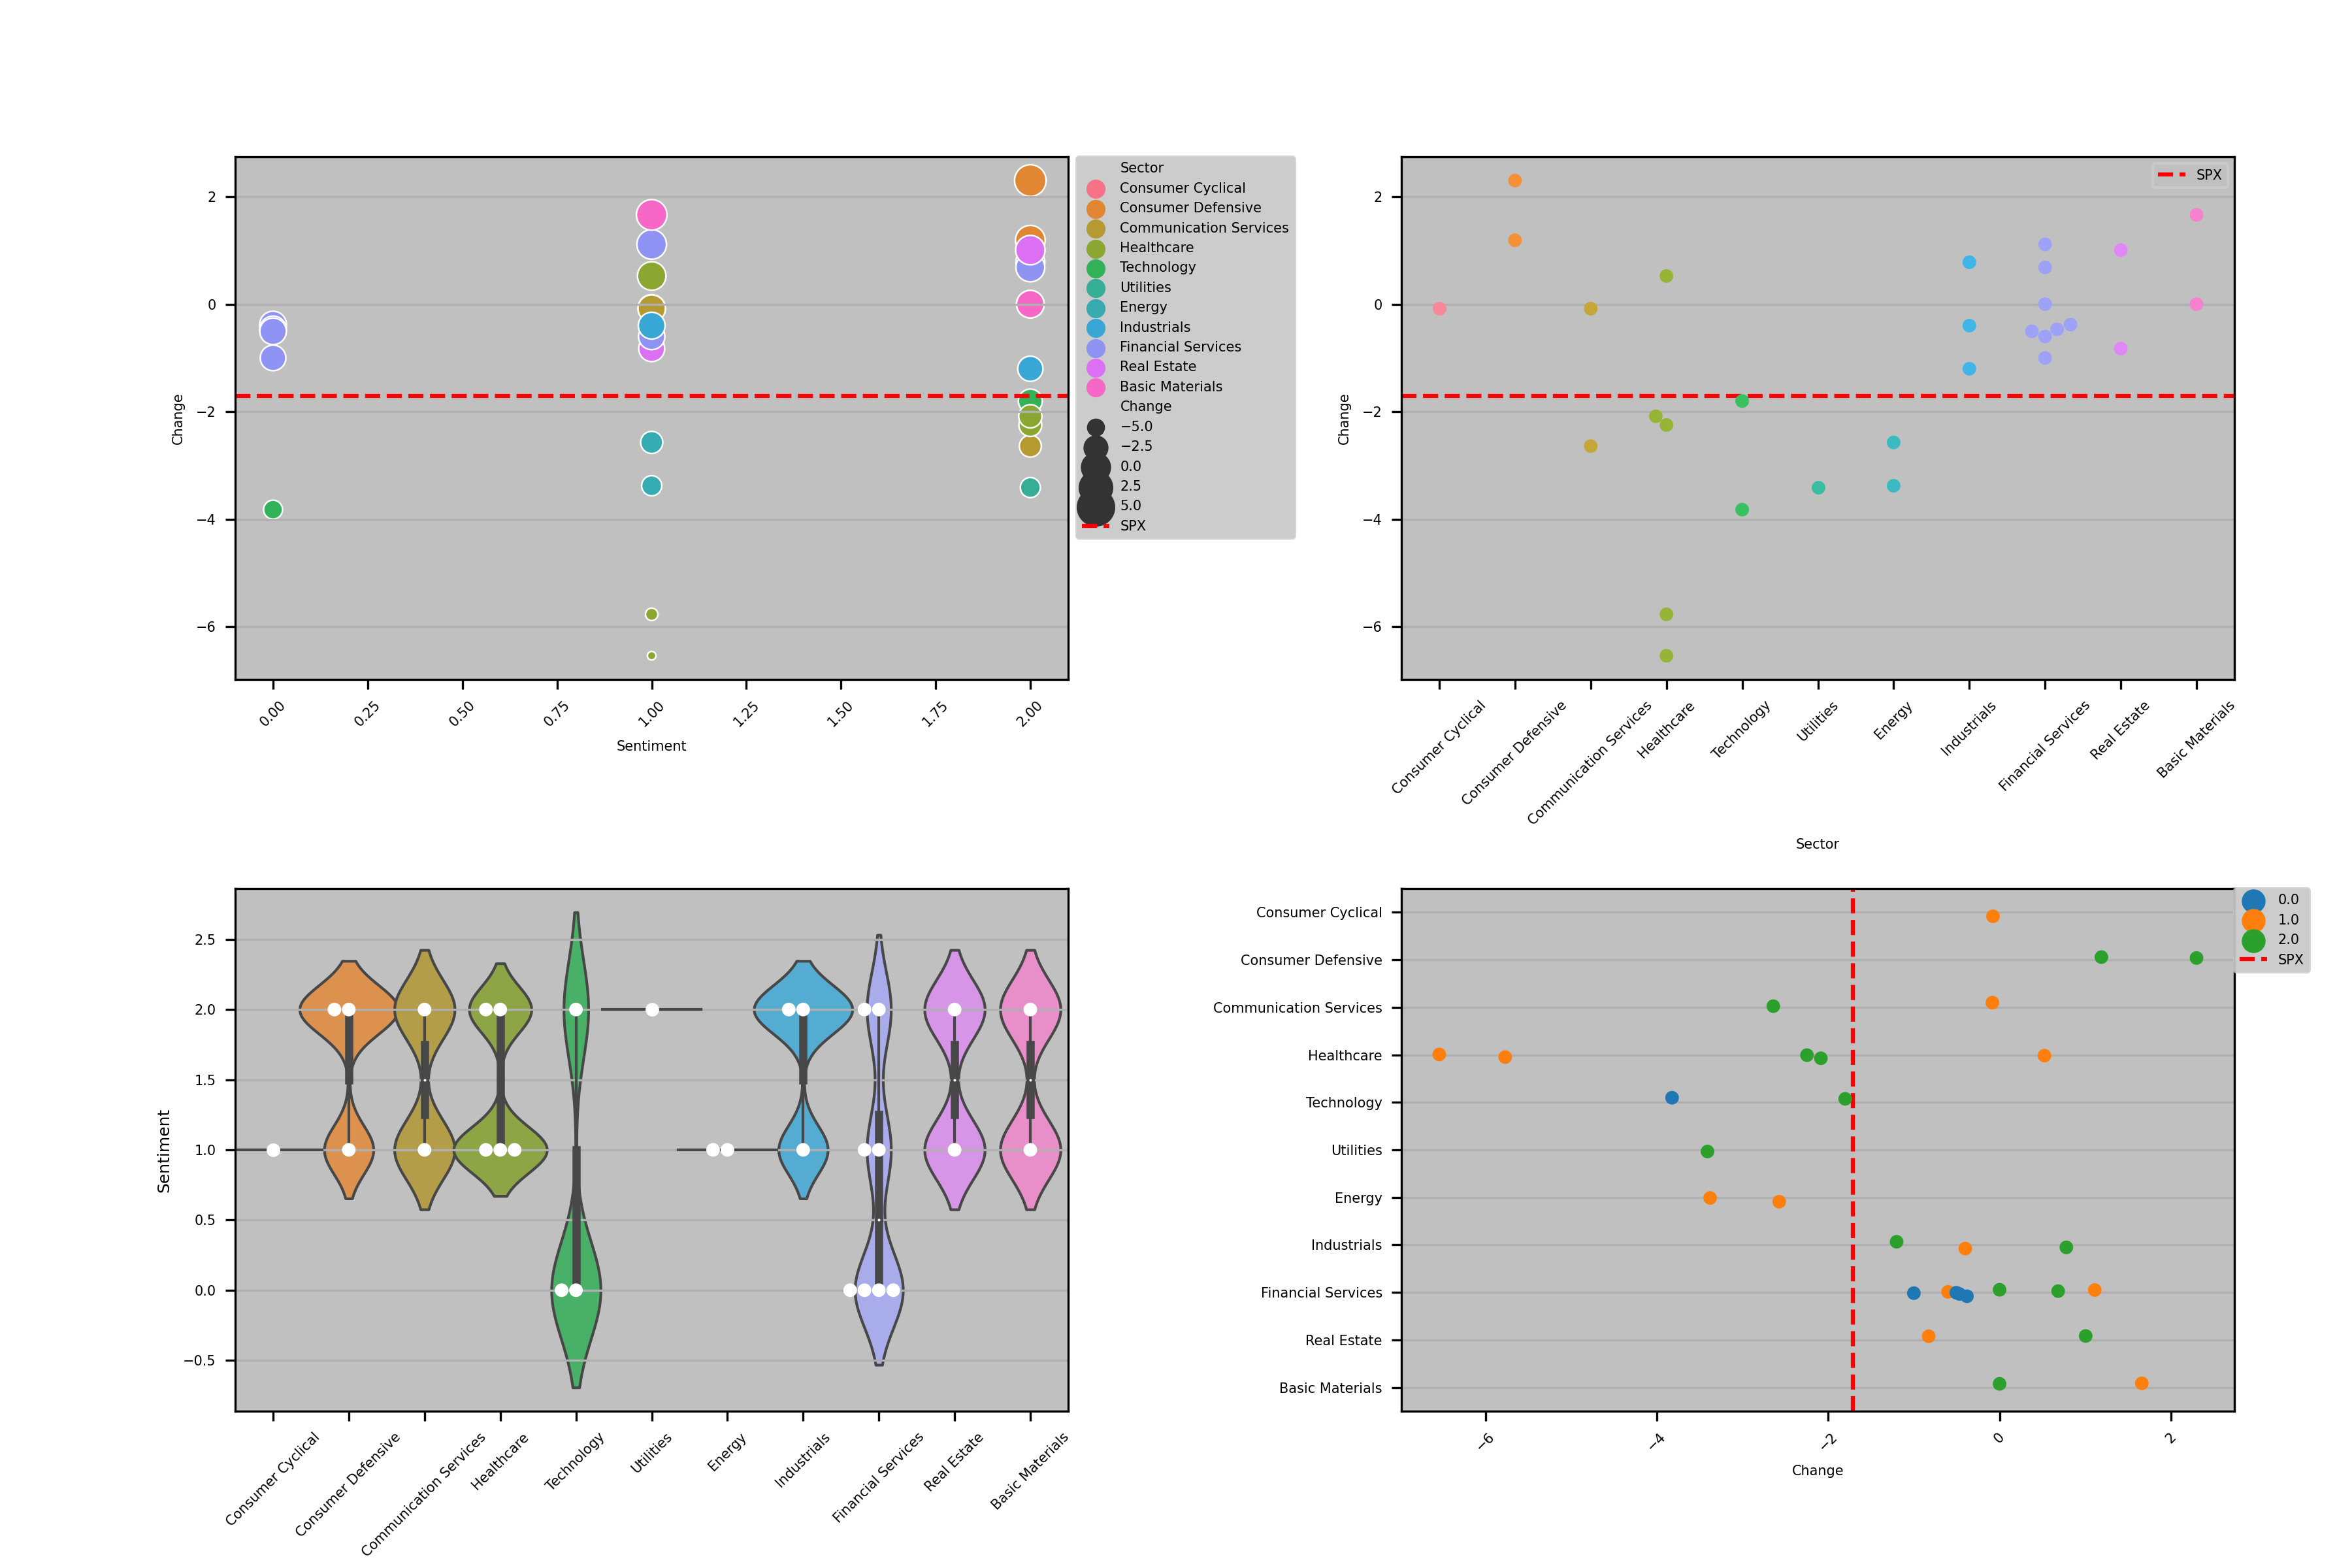 2
0
−2
−4
−6
Change
0.00
0.25
0.50
0.75
1.00
1.25
1.50
1.75
2.00
Sentiment
Sector
Consumer Cyclical
Consumer Defensive
Communication Services
Healthcare
Technology
Utilities
Energy
Industrials
Financial Services
Real Estate
Basic Materials
Change
−5.0
−2.5
0.0
2.5
5.0
SPX
2
0
−2
−4
−6
Change
SPX
Consumer Cyclical
Consumer Defensive
Communication Services
Healthcare
Technology
Utilities
Energy
Industrials
Financial Services
Real Estate
Basic Materials
Sector
2.5
2.0
1.5
1.0
0.5
0.0
−0.5
Sentiment
Consumer Cyclical
Consumer Defensive
Communication Services
Healthcare
Technology
Utilities
Energy
Industrials
Financial Services
Real Estate
Basic Materials
Consumer Cyclical
Consumer Defensive
Communication Services
Healthcare
Technology
Utilities
Energy
Industrials
Financial Services
Real Estate
Basic Materials
−6
−4
−2
0
2
Change
0.0
1.0
2.0
SPX